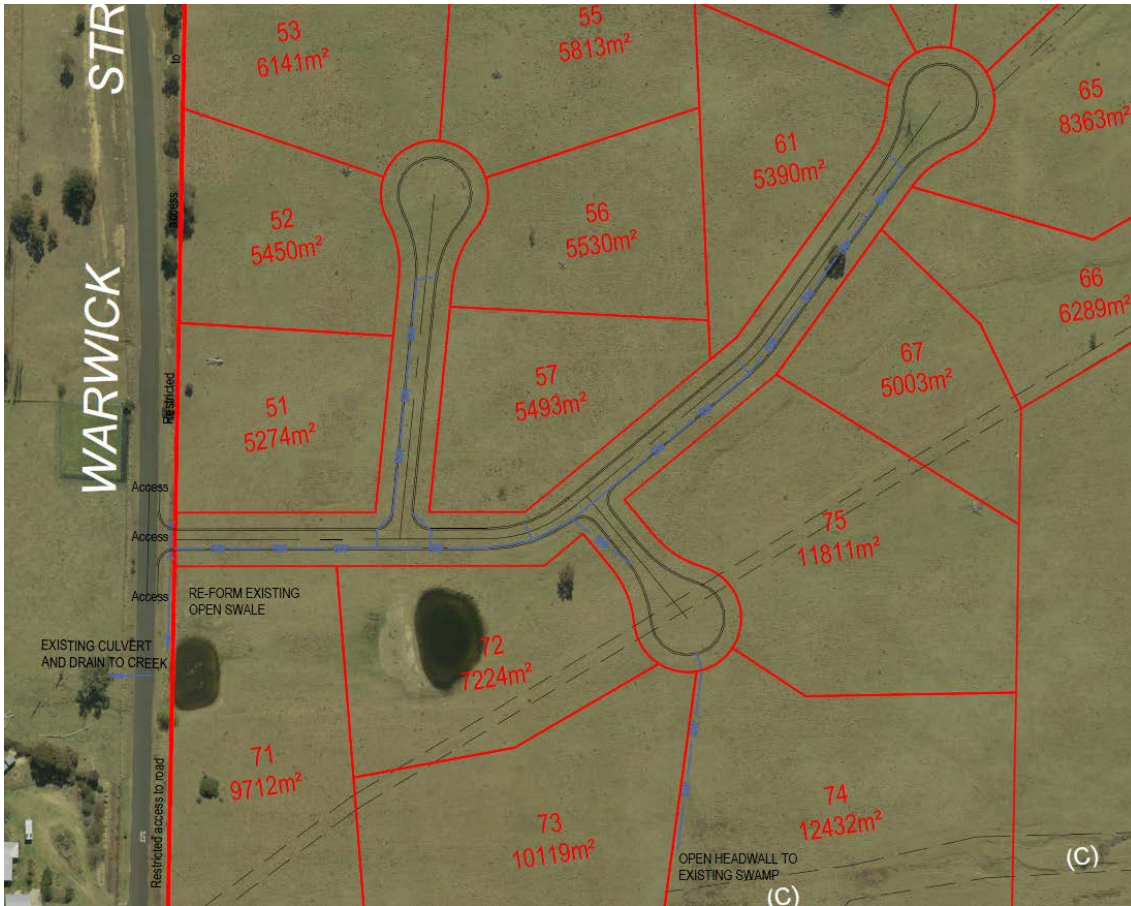 WARWICK STR
53
6141m²
55
5813m²
65
8363m²
61
5390m²
52
5450m²
56
5530m²
66
6289m²
67
5003m²
57
5493m²
51
5274m²
to
access
Restricted
Access
Access
Access
RE-FORM EXISTING
OPEN SWALE
EXISTING CULVERT
AND DRAIN TO CREEK
75
11811m²
72
7224m²
71
9712m²
73
10119m²
74
12432m²
Restricted access to road
OPEN HEADWALL TO
EXISTING SWAMP
(C)
(C)